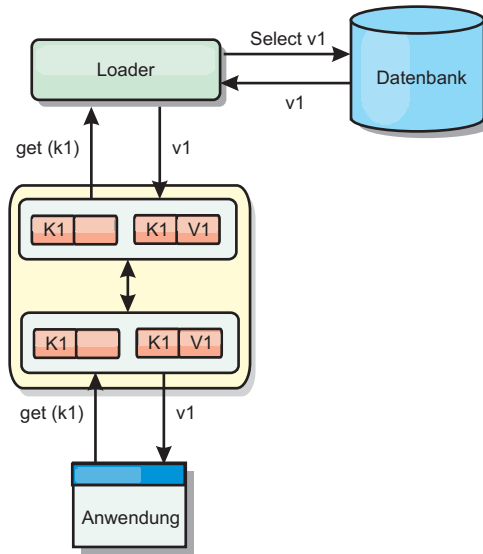 Select v1
Loader
Datenbank
v1
get (k1)
v1
K1
K1 V1
K1
K1 V1
get (k1)
v1
Anwendung